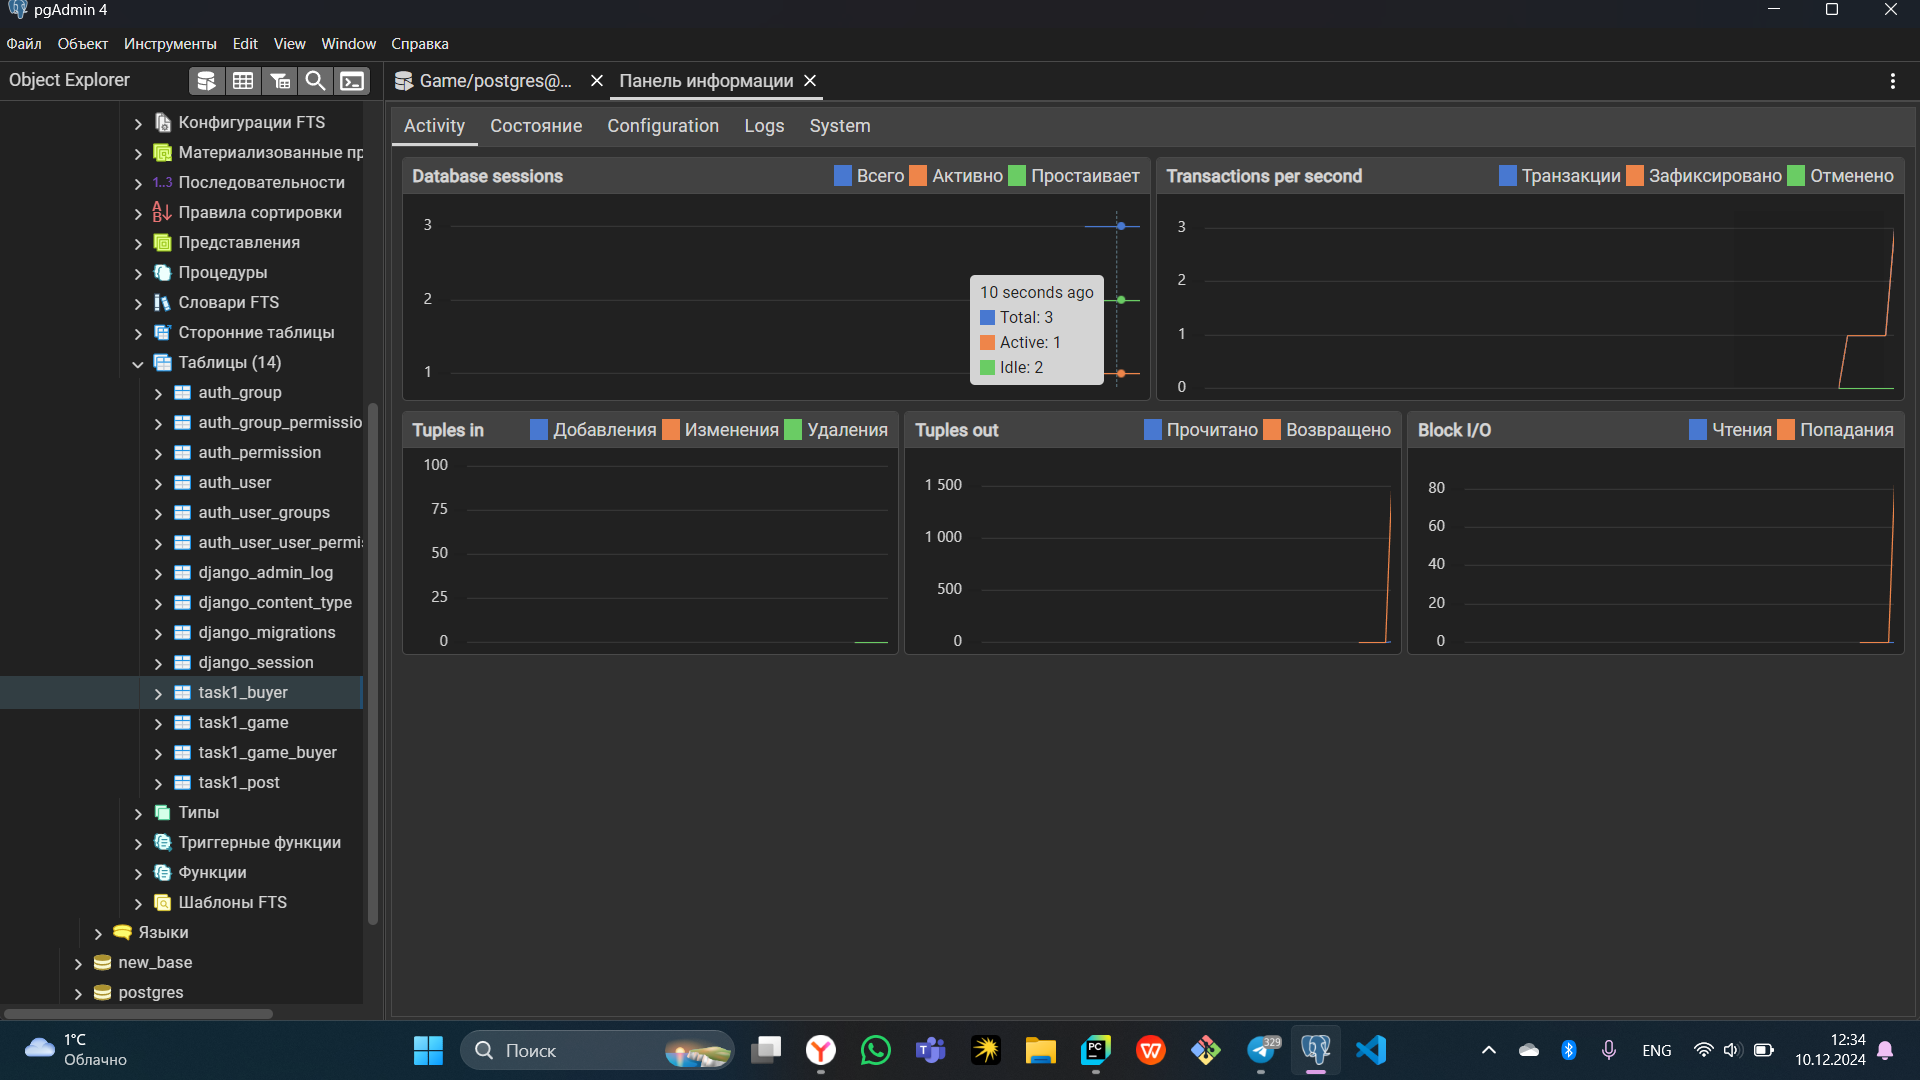 pgAdmin 4
Файл Объект Инструменты Edit View Window Справка
Object Explorer
Game/postgres@...
Панель информации
Конфигурации FTS
Материализованные пр
1..3 Последовательности
Правила сортировки
Представления
Процедуры
Словари FTS
Сторонние таблицы
Таблицы (14)
auth_group
auth_group_permissio
auth_permission
auth_user
auth_user_groups
auth_user_user_permis
django_admin_log
django_content_type
django_migrations
django_session
task1_buyer
task1_game
task1_game_buyer
task1_post
Типы
Триггерные функции
Функции
Шаблоны FTS
Языки
new_base
postgres
Activity Состояние Configuration Logs System
Database sessions Всего Активно Простаивает
3
2
1
10 seconds ago
Total: 3
Active: 1
Idle: 2
Transactions per second Транзакции Зафиксировано Отменено
3
2
1
0
Tuples in Добавления Изменения Удаления
100
75
50
25
0
Tuples out Прочитано Возвращено
1 500
1 000
500
0
Block I/O Чтения Попадания
80
60
40
20
0
1°C
Облачно
Поиск
PC
329
ENG
12:34
10.12.2024